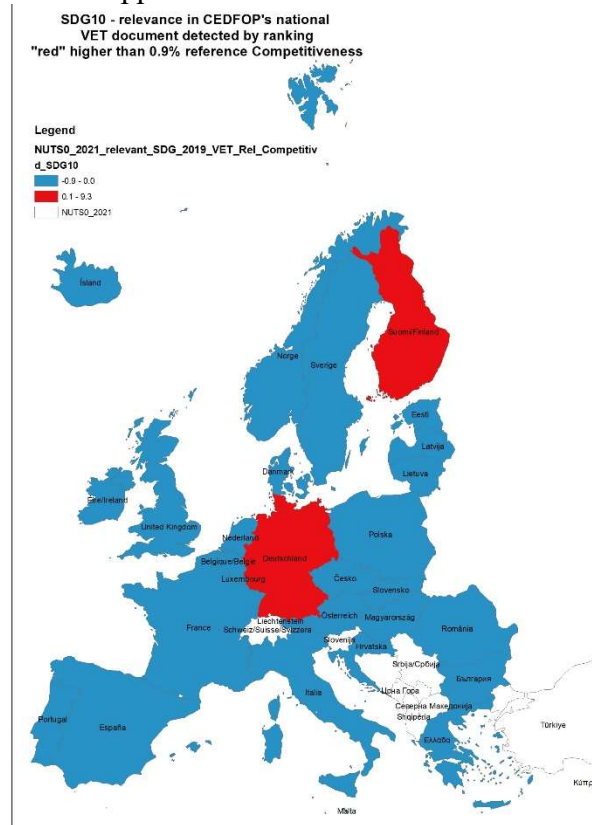 SDG10 - relevance in CEDFOP's national
VET document detected by ranking
"red" higher than 0.9% reference Competitiveness
Legend
NUTS0_2021_relevant_SDG_2019_VET_Rel_Competitiv
d_SDG10
-0.9 - 0.0
0.1 - 9.3
NUTS0_2021
Ísland
Suomi/Finland
Norge
Sverige
Eesti
Latvija
Lietuva
Danmark
Éire/Ireland
United Kingdom
Nederland
Polska
Belgique/België
Deutschland
Luxembourg
Česko
Slovensko
Österreich
Magyarország
France
Liechtenstein
Schweiz/Suisse/Svizzera
Slovenija
Hrvatska
România
Srbija/Србија
Italia
Црна Гора
България
Северна Македонија
Shqipëria
Portugal
España
Türkiye
Ελλάδα
Malta